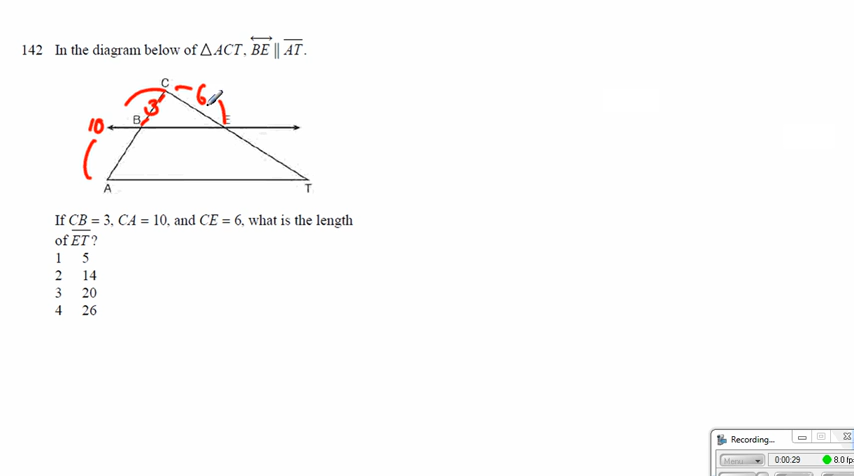 142 In the diagram below of △ACT, BE ∥ AT.
C
6
3
B
E
10
A
T
If CB = 3, CA = 10, and CE = 6, what is the length
of ET?
1 5
2 14
3 20
4 26
Recording...
Menu
0:00:29
8.0 fp